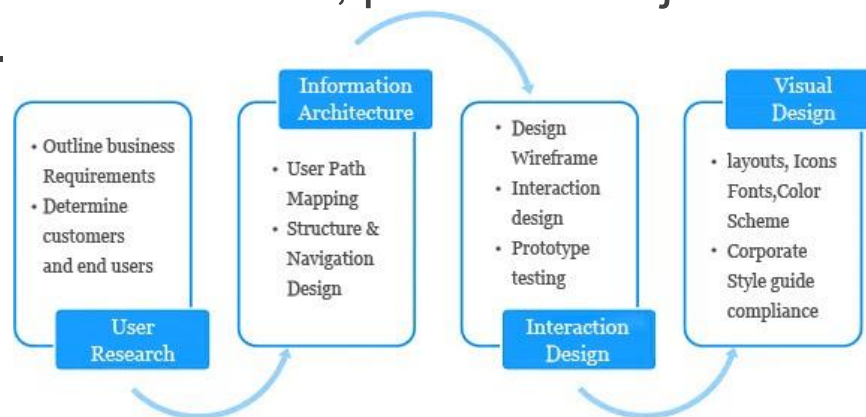 • Outline business
Requirements
• Determine
customers
and end users
User
Research
Information
Architecture
• User Path
Mapping
• Structure &
Navigation
Design
• Design
Wireframe
• Interaction
design
• Prototype
testing
Interaction
Design
Visual
Design
• layouts, Icons
Fonts,Color
Scheme
• Corporate
Style guide
compliance